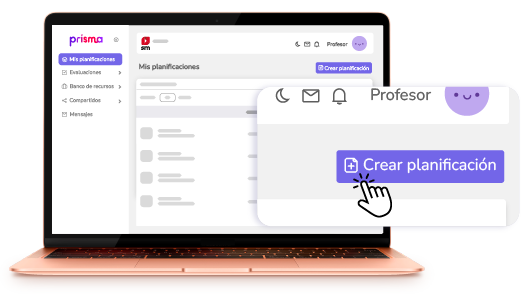 prisma
sm
Profesor
Mis planificaciones
Evaluaciones
Banco de recursos
Compartidos
Mensajes
Mis planificaciones
Crear planificación
Profesor
Crear planificación